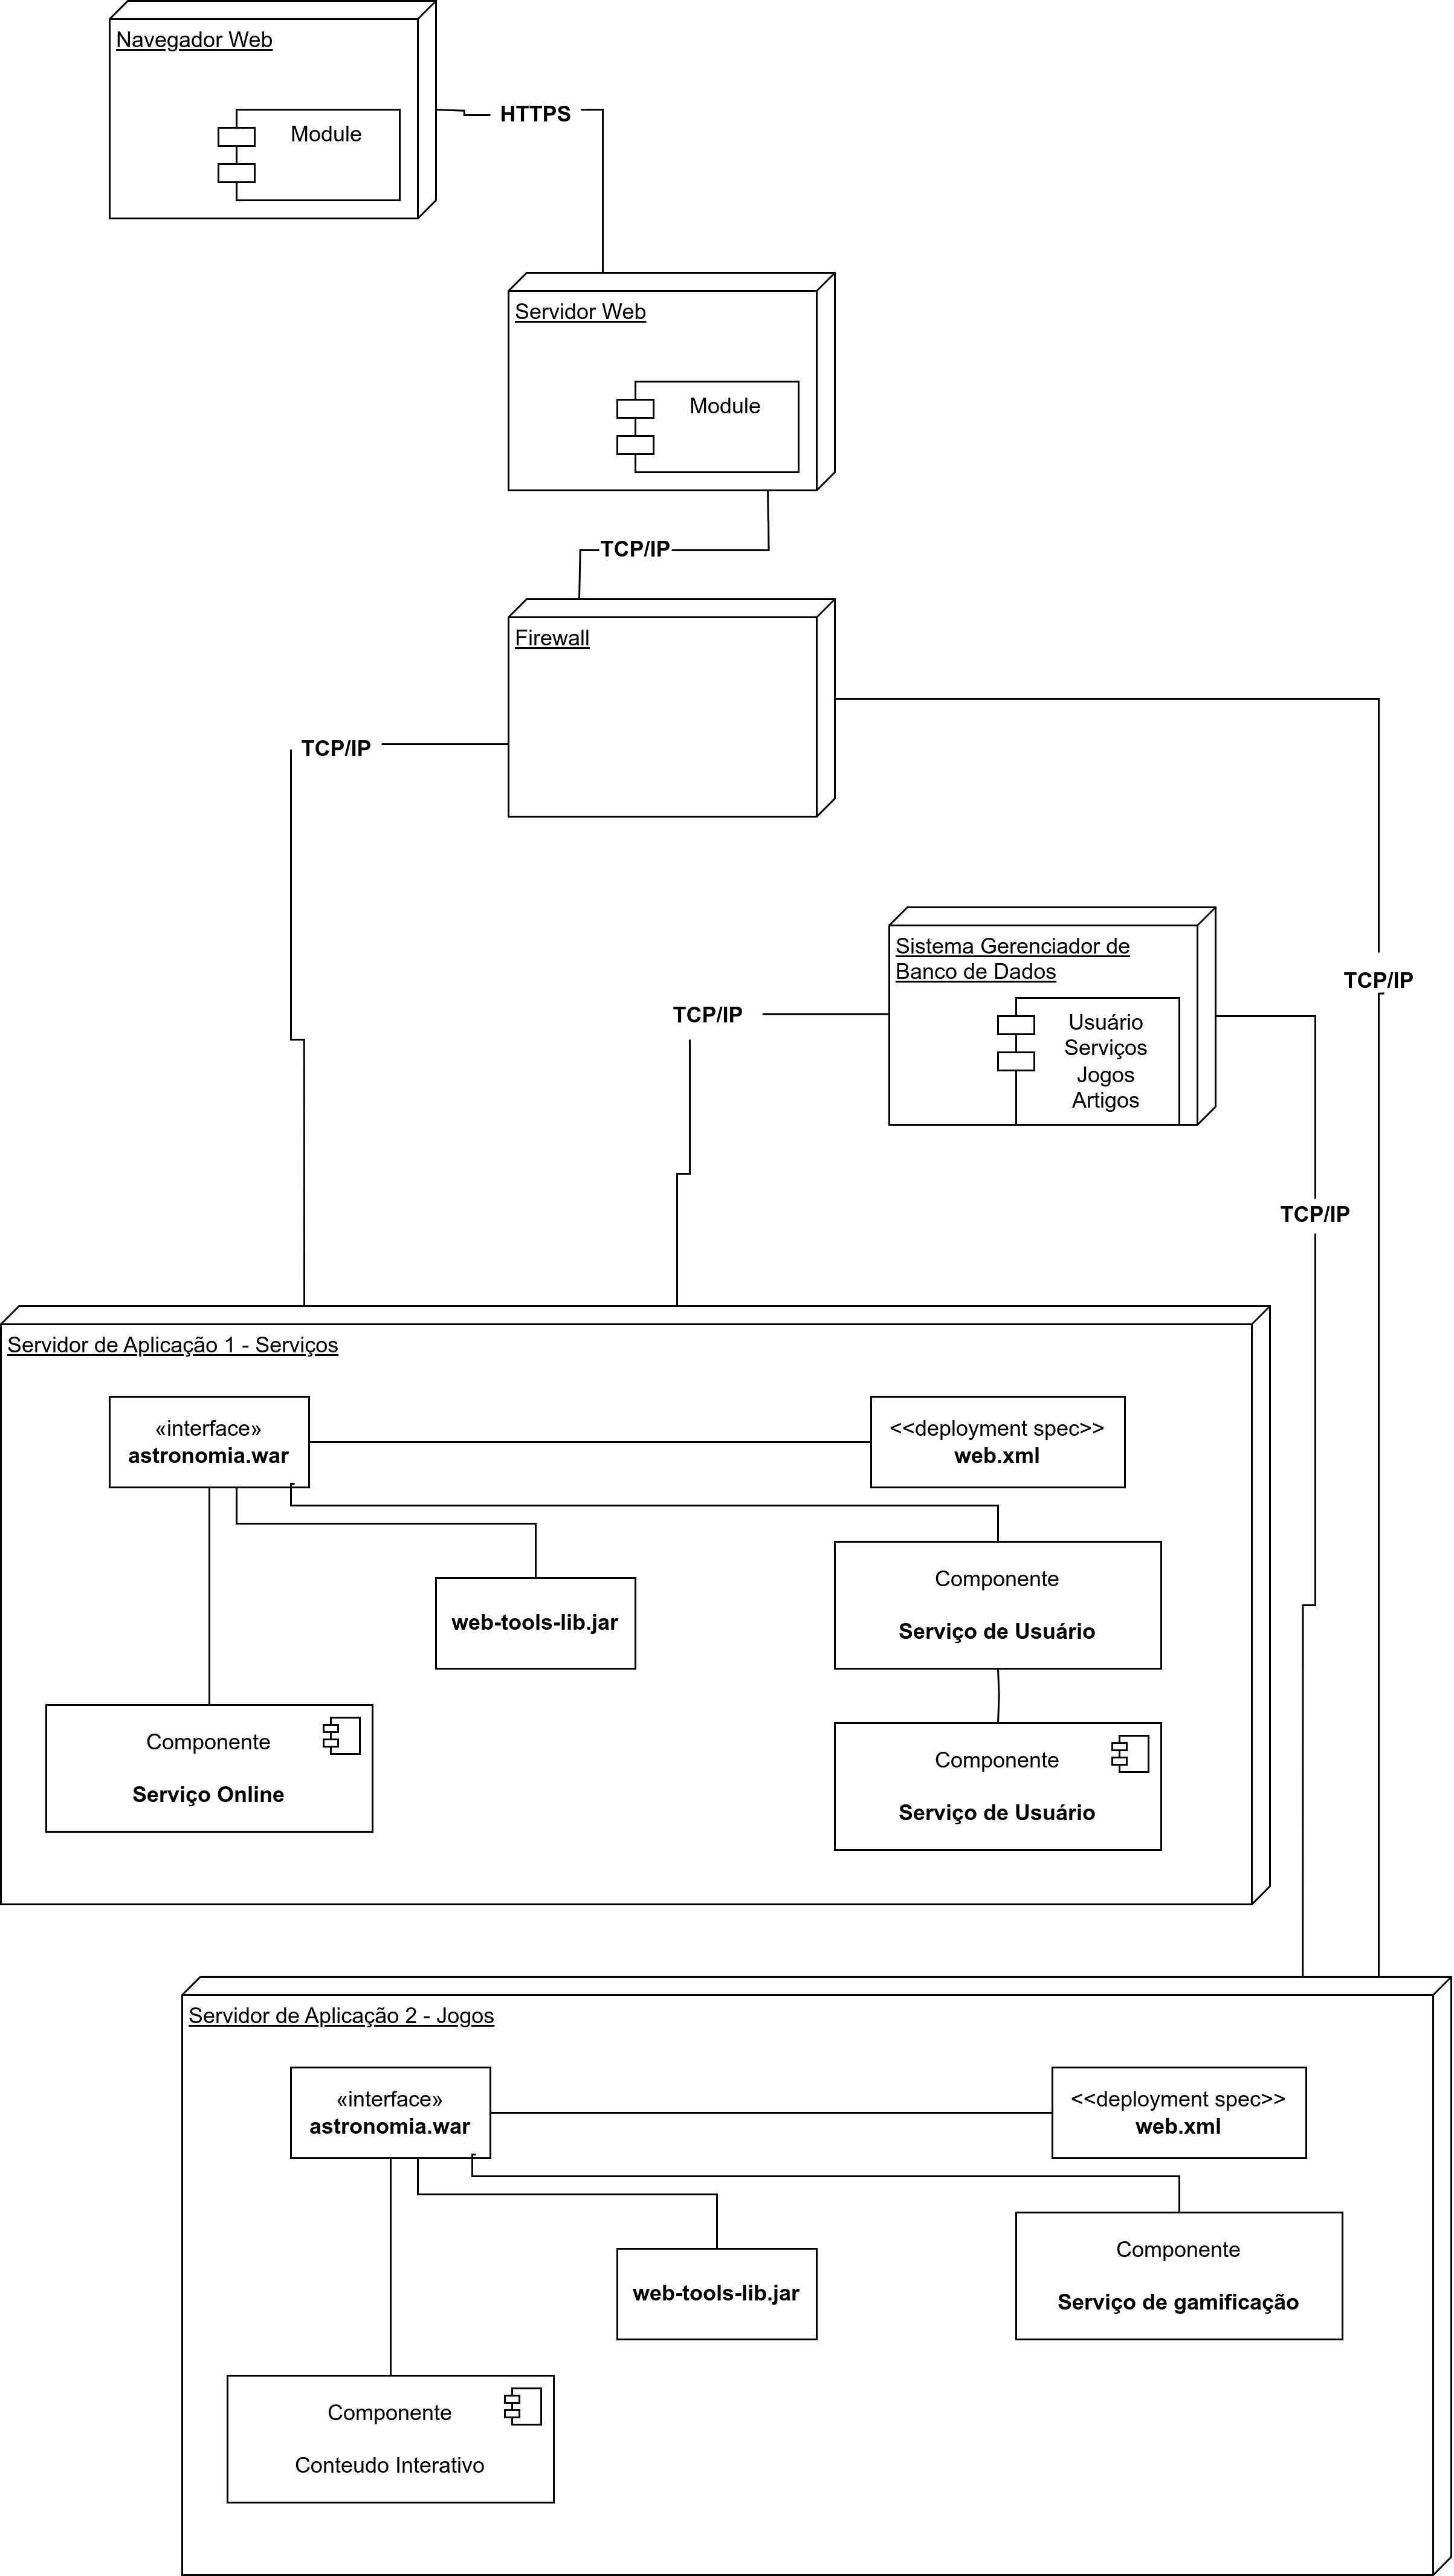 Navegador Web
Module
HTTPS
Servidor Web
Module
TCP/IP
Firewall
TCP/IP
Sistema Gerenciador de
Banco de Dados
Usuário
Serviços
Jogos
Artigos
TCP/IP
TCP/IP
TCP/IP
Servidor de Aplicação 1 - Serviços
«interface»
astronomia.war
<<deployment spec>>
web.xml
web-tools-lib.jar
Componente
Serviço de Usuário
Componente
Serviço Online
Componente
Serviço de Usuário
Servidor de Aplicação 2 - Jogos
«interface»
astronomia.war
<<deployment spec>>
web.xml
web-tools-lib.jar
Componente
Serviço de gamificação
Componente
Conteudo Interativo